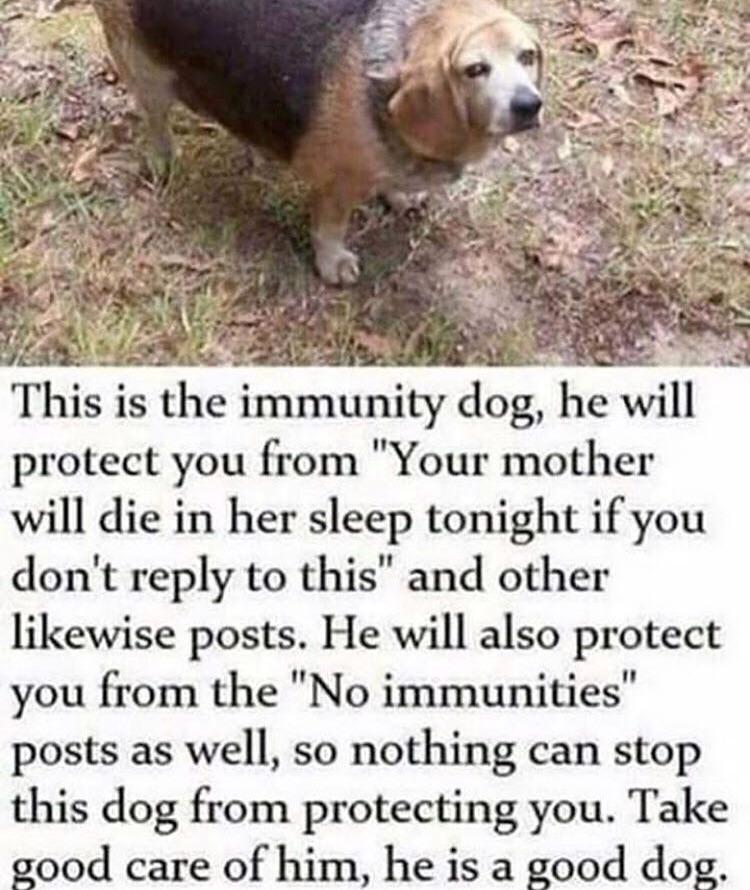 This is the immunity dog, he will
protect you from "Your mother
will die in her sleep tonight if you
don't reply to this" and other
likewise posts. He will also protect
you from the "No immunities"
posts as well, so nothing can stop
this dog from protecting you. Take
good care of him, he is a good dog.